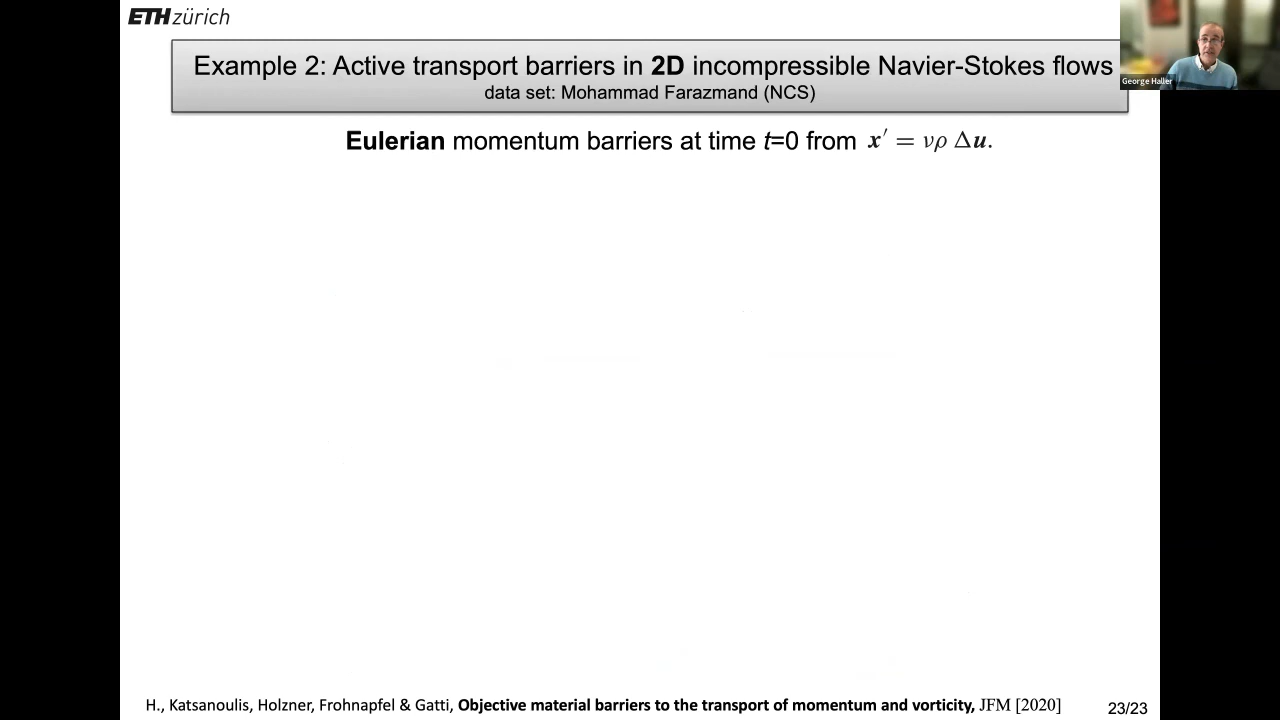 ETH zürich
Example 2: Active transport barriers in 2D incompressible Navier-Stokes flows
data set: Mohammad Farazmand (NCS)
George Haller
Eulerian momentum barriers at time t=0 from x′ = νρ Δu.
H., Katsanoulis, Holzner, Frohnapfel & Gatti, Objective material barriers to the transport of momentum and vorticity, JFM [2020]
23/23